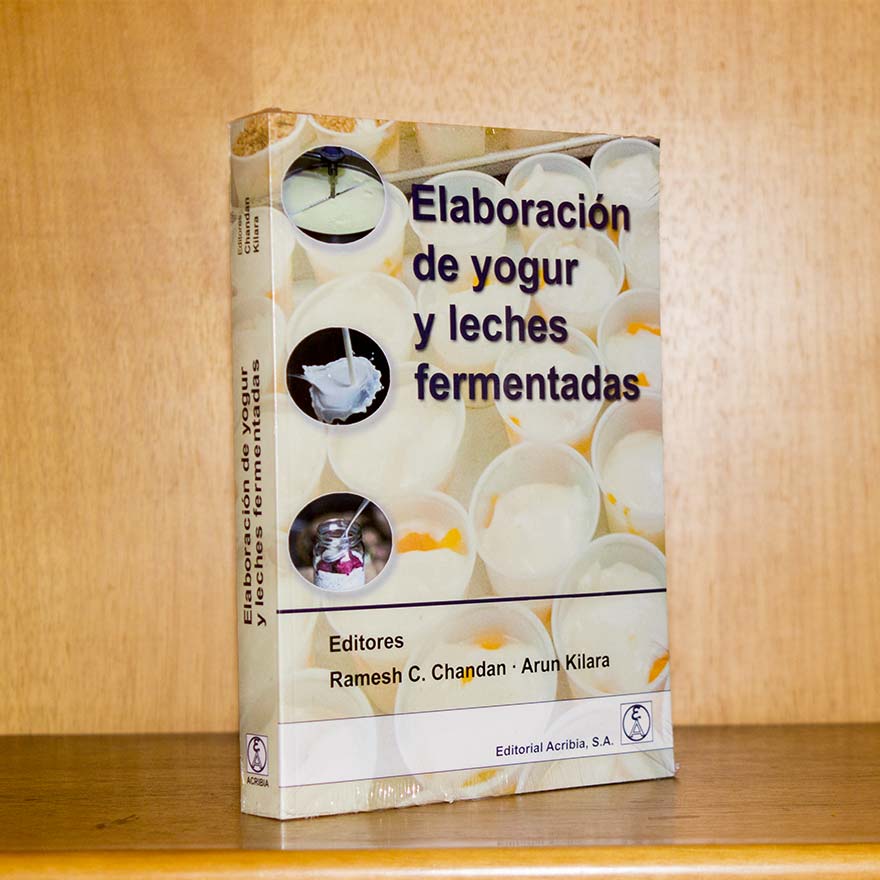 Elaboración
de yogur
y leches
fermentadas
Editores
Ramesh C. Chandan · Arun Kilara
Editorial Acribia, S.A.
Editores
Chandan
Kilara
Elaboración de yogur
y leches fermentadas
ACRIBIA